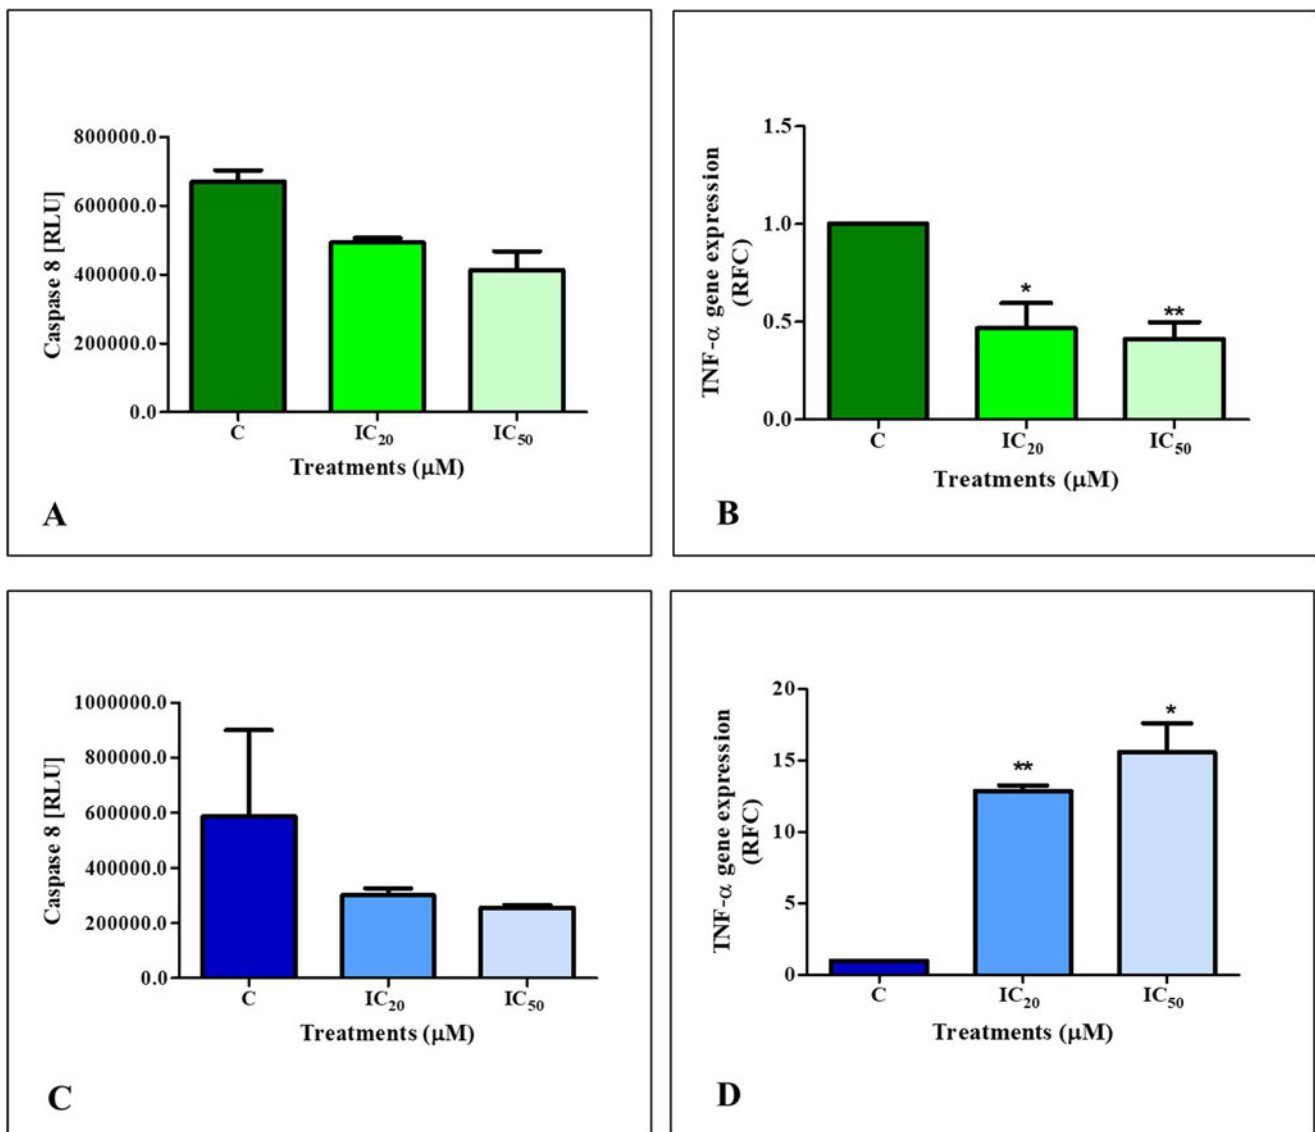 Caspase 8 [RLU]
800000.0
600000.0
400000.0
200000.0
0.0
C IC20 IC50
Treatments (μM)
A
TNF-α gene expression
(RFC)
1.5
1.0
0.5
0.0
*
**
C IC20 IC50
Treatments (μM)
B
Caspase 8 [RLU]
1000000.0
800000.0
600000.0
400000.0
200000.0
0.0
C IC20 IC50
Treatments (μM)
C
TNF-α gene expression
(RFC)
20
15
10
5
0
**
*
C IC20 IC50
Treatments (μM)
D